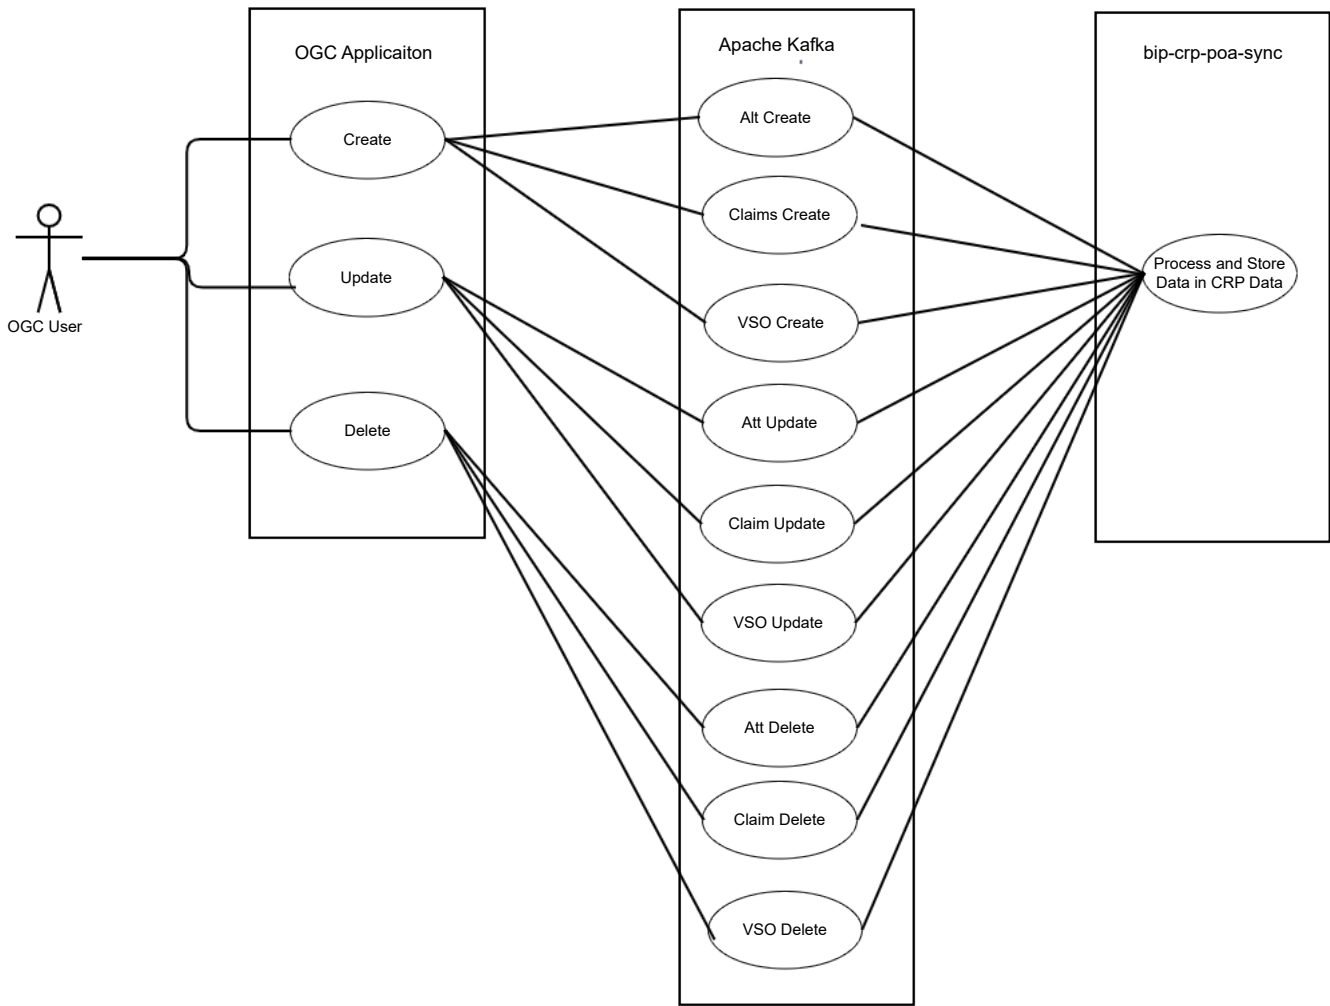 OGC Applicaiton
Apache Kafka
bip-crp-poa-sync
Create
Update
Delete
OGC User
Alt Create
Claims Create
VSO Create
Att Update
Claim Update
VSO Update
Att Delete
Claim Delete
VSO Delete
Process and Store
Data in CRP Data